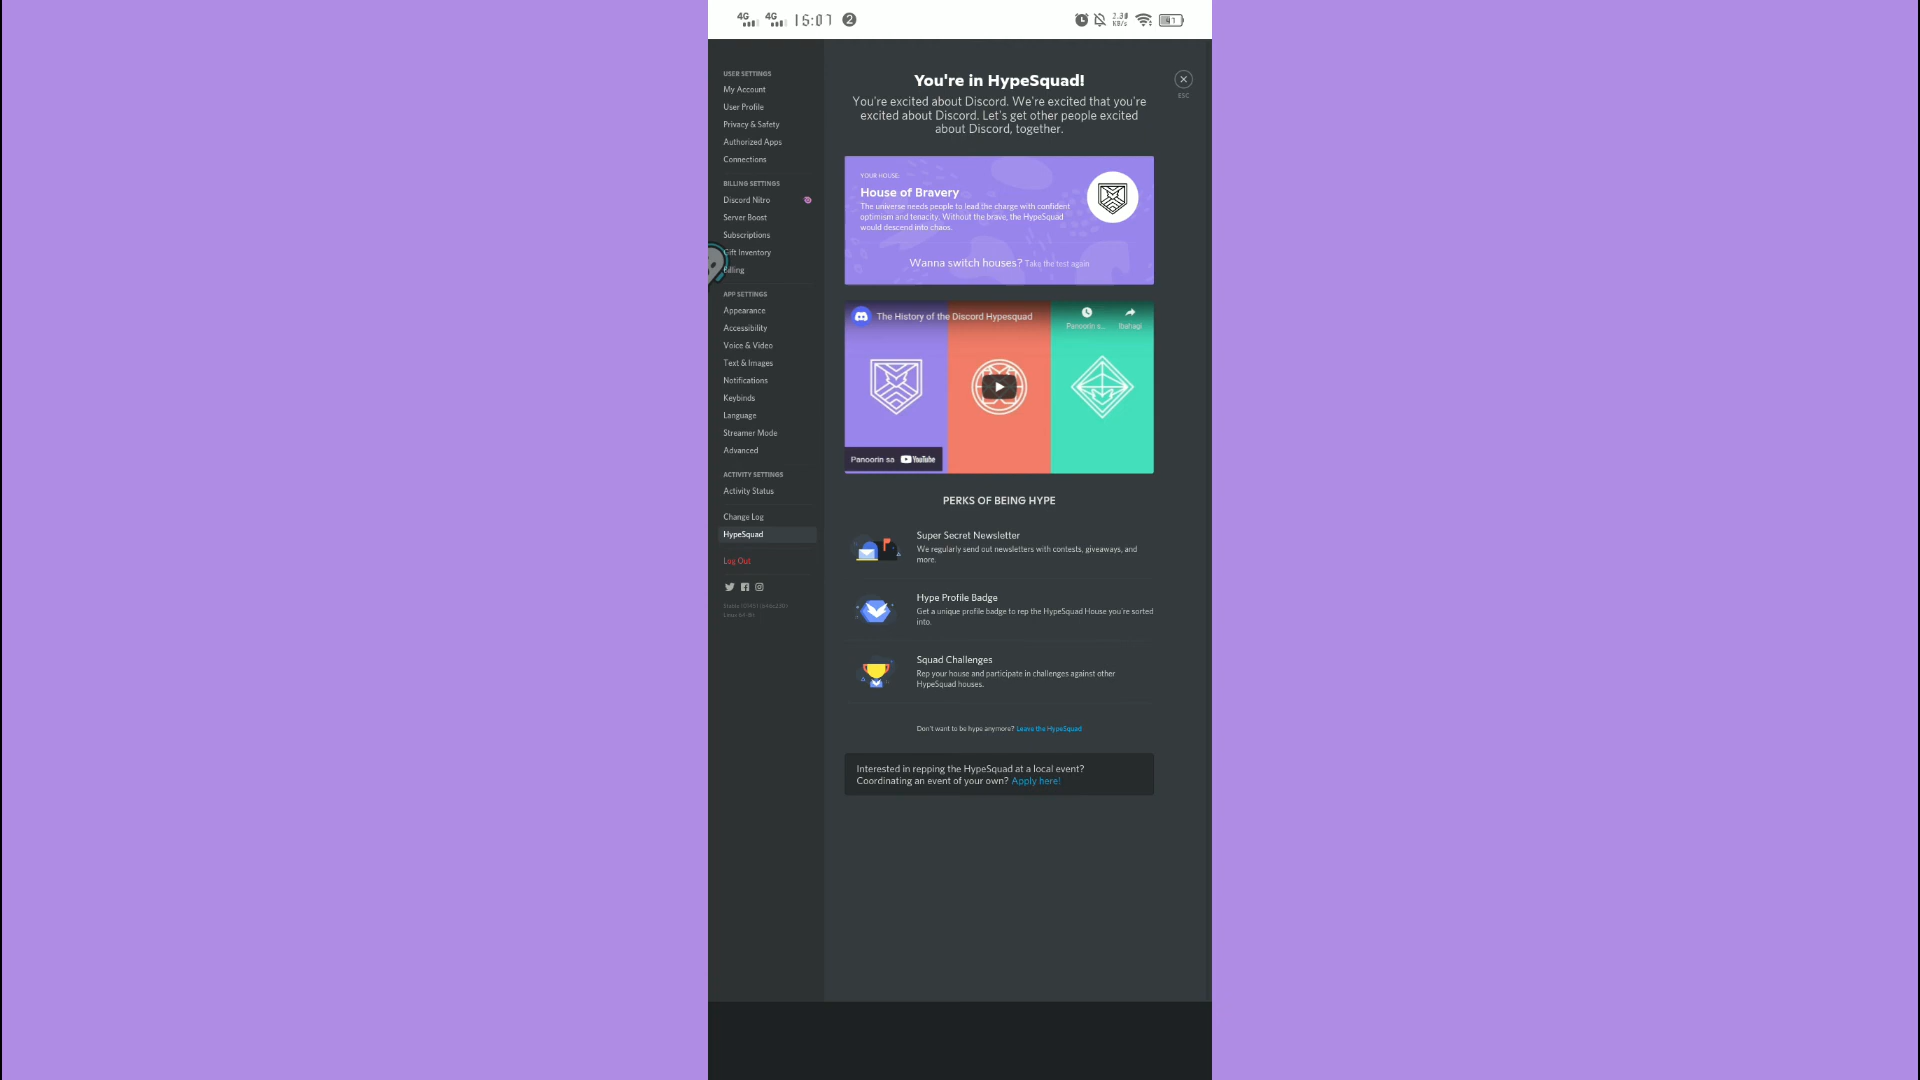 4G 4G 15:07 2
USER SETTINGS
My Account
User Profile
Privacy & Safety
Authorized Apps
Connections
BILLING SETTINGS
Discord Nitro
Server Boost
Subscriptions
Gift Inventory
Billing
APP SETTINGS
Appearance
Accessibility
Voice & Video
Text & Images
Notifications
Keybinds
Language
Streamer Mode
Advanced
ACTIVITY SETTINGS
Activity Status
Change Log
HypeSquad
Log Out
You're in HypeSquad!
ESC
You're excited about Discord. We're excited that you're
excited about Discord. Let's get other people excited
about Discord, together.
YOUR HOUSE:
House of Bravery
The universe needs people to lead the charge with confident
optimism and tenacity. Without the brave, the HypeSquad
would descend into chaos.
Wanna switch houses? Take the test again
The History of the Discord Hypesquad
Panoorin s... Ibahagi
Panoorin sa YouTube
PERKS OF BEING HYPE
Super Secret Newsletter
We regularly send out newsletters with contests, giveaways, and
more.
Hype Profile Badge
Get a unique profile badge to rep the HypeSquad House you're sorted
into.
Squad Challenges
Rep your house and participate in challenges against other
HypeSquad houses.
Don't want to be hype anymore? Leave the HypeSquad
Interested in repping the HypeSquad at a local event?
Coordinating an event of your own? Apply here!